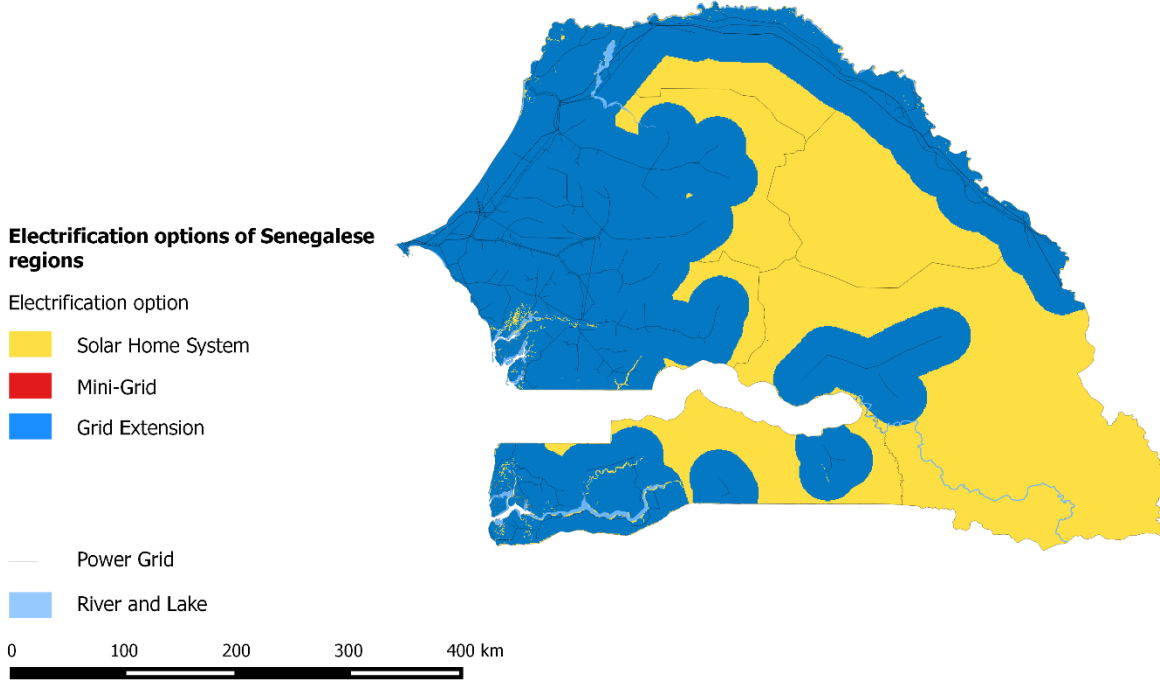 Electrification options of Senegalese
regions
Electrification option
Solar Home System
Mini-Grid
Grid Extension
Power Grid
River and Lake
0 100 200 300 400 km